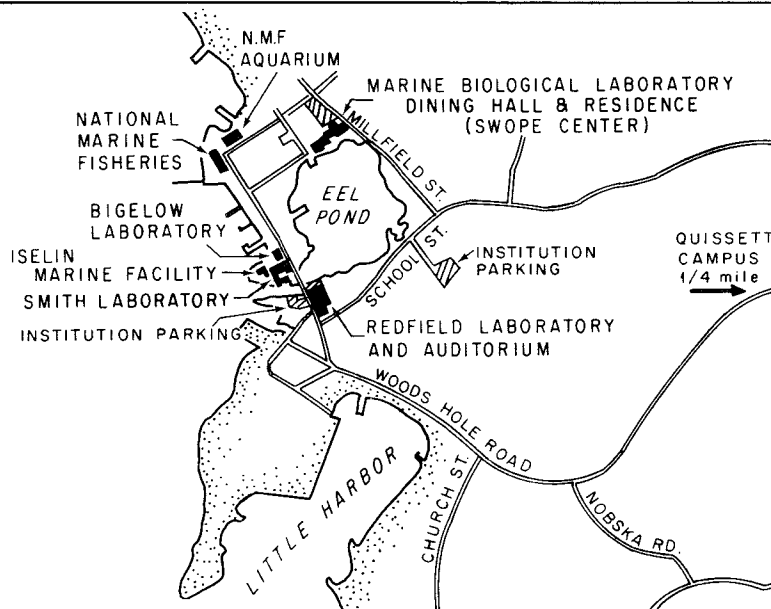 N.M.F
AQUARIUM
MARINE BIOLOGICAL LABORATORY
DINING HALL & RESIDENCE
(SWOPE CENTER)
NATIONAL
MARINE
FISHERIES
MILLFIELD ST.
EEL
POND
BIGELOW
LABORATORY
ISELIN
MARINE FACILITY
SMITH LABORATORY
INSTITUTION PARKING
SCHOOL ST.
INSTITUTION
PARKING
QUISSETT
CAMPUS
1/4 mile
REDFIELD LABORATORY
AND AUDITORIUM
WOODS HOLE ROAD
LITTLE HARBOR
CHURCH ST.
NOBSKA RD.